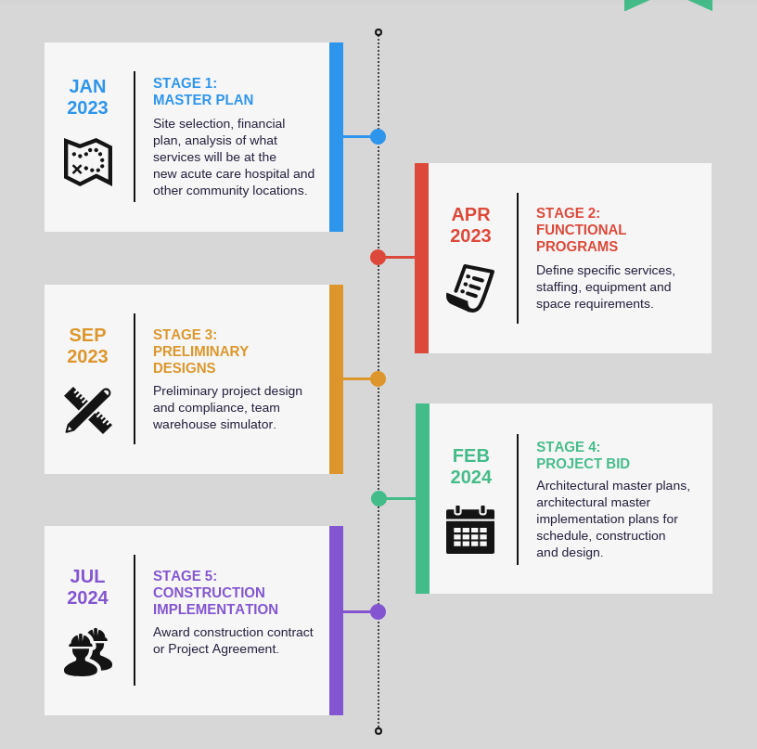 JAN
2023
STAGE 1:
MASTER PLAN
Site selection, financial
plan, analysis of what
services will be at the
new acute care hospital and
other community locations.
APR
2023
STAGE 2:
FUNCTIONAL
PROGRAMS
Define specific services,
staffing, equipment and
space requirements.
SEP
2023
STAGE 3:
PRELIMINARY
DESIGNS
Preliminary project design
and compliance, team
warehouse simulator.
FEB
2024
STAGE 4:
PROJECT BID
Architectural master plans,
architectural master
implementation plans for
schedule, construction
and design.
JUL
2024
STAGE 5:
CONSTRUCTION
IMPLEMENTATION
Award construction contract
or Project Agreement.